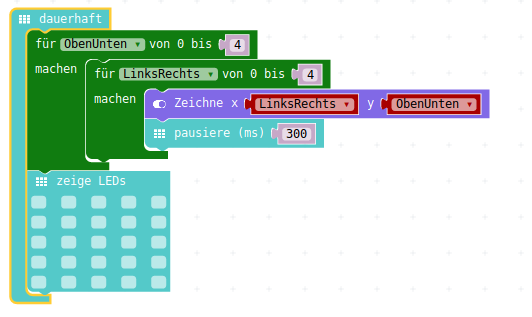 dauerhaft
für ObenUnten von 0 bis 4
machen
für LinksRechts von 0 bis 4
machen
Zeichne x LinksRechts y ObenUnten
pausiere (ms) 300
zeige LEDs